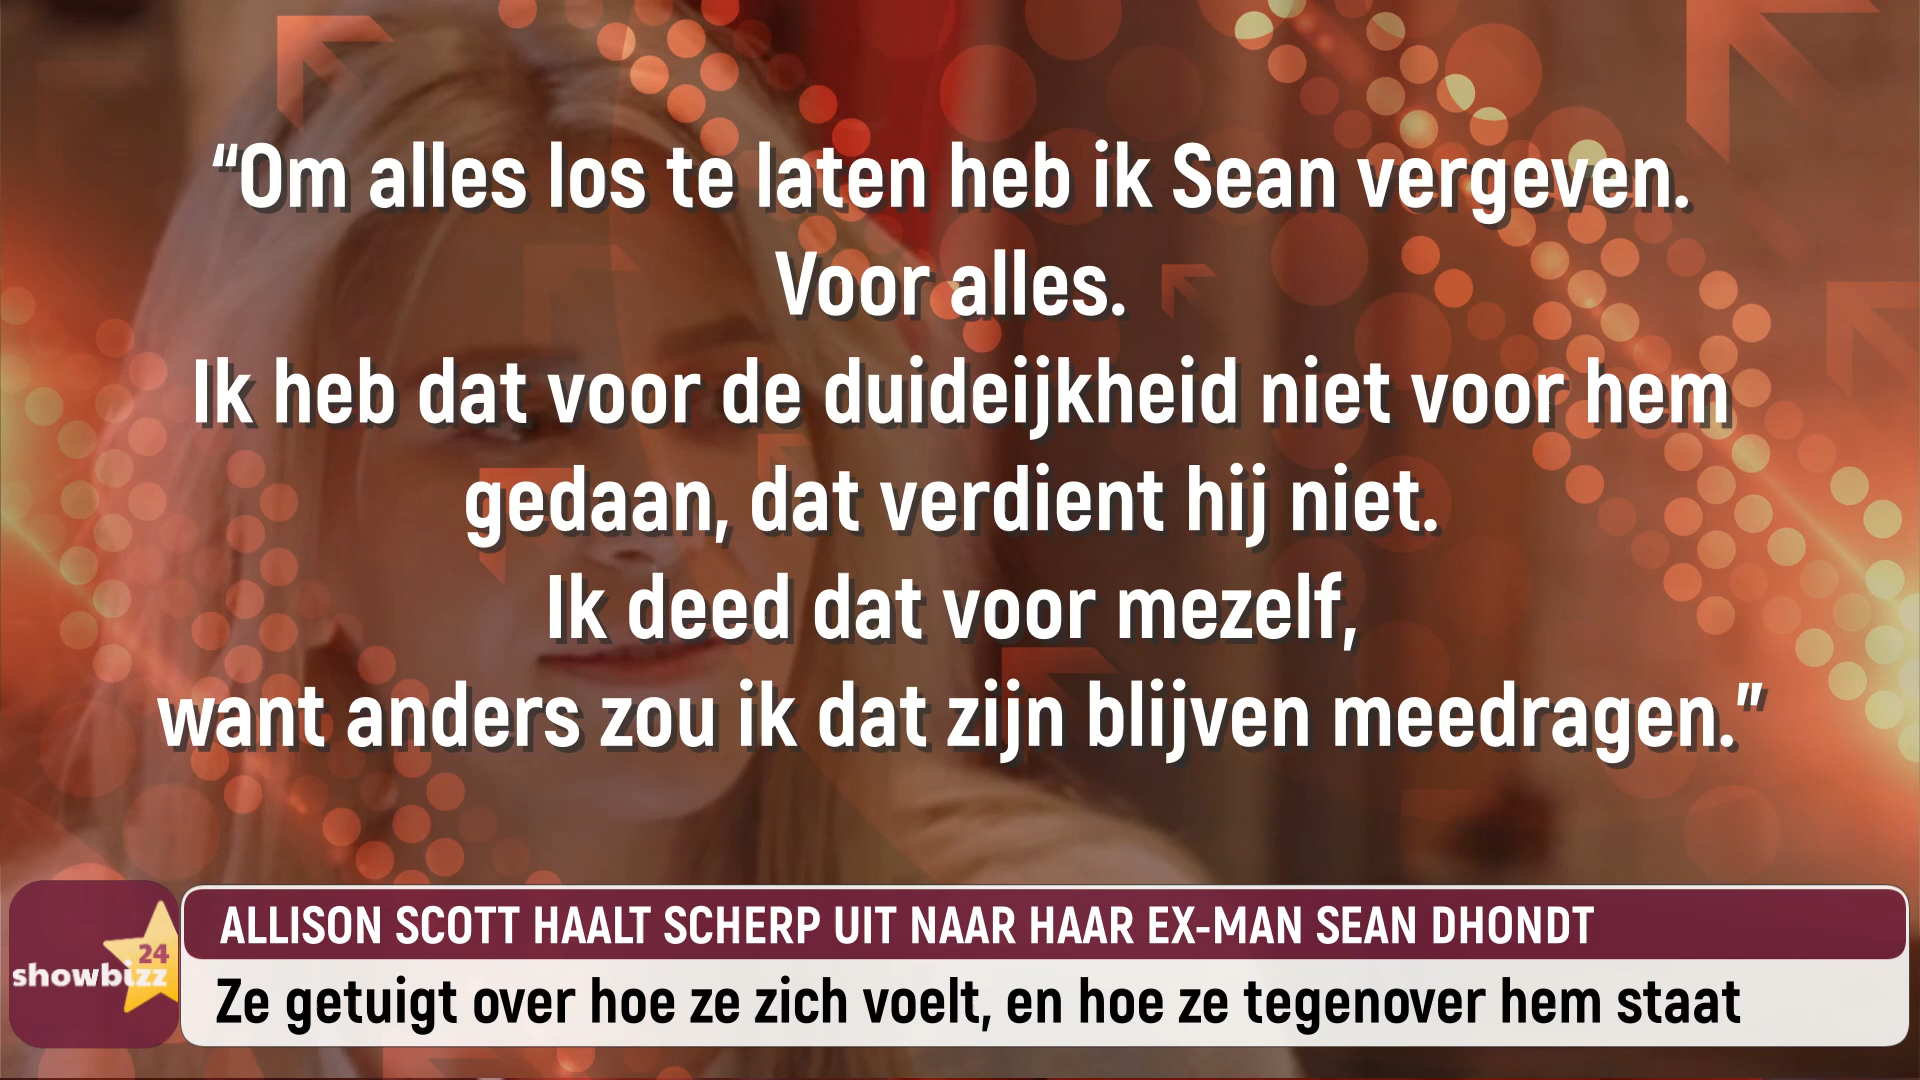 “Om alles los te laten heb ik Sean vergeven.
Voor alles.
Ik heb dat voor de duideijkheid niet voor hem
gedaan, dat verdient hij niet.
Ik deed dat voor mezelf,
want anders zou ik dat zijn blijven meedragen.”
ALLISON SCOTT HAALT SCHERP UIT NAAR HAAR EX-MAN SEAN DHONDT
24
showbizz
Ze getuigt over hoe ze zich voelt, en hoe ze tegenover hem staat